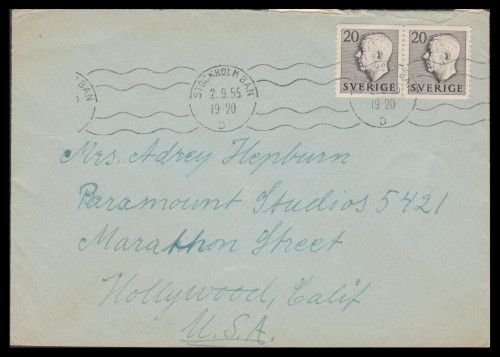 20 20
SVERIGE SVERIGE
BAN
STOCKHOLM BAN
2.9.55
19-20
D
19-20
D
Mrs. Adrey Hepburn
Paramount Studios 5421
Marathon Street
Hollywood, Calif
U.S.A.